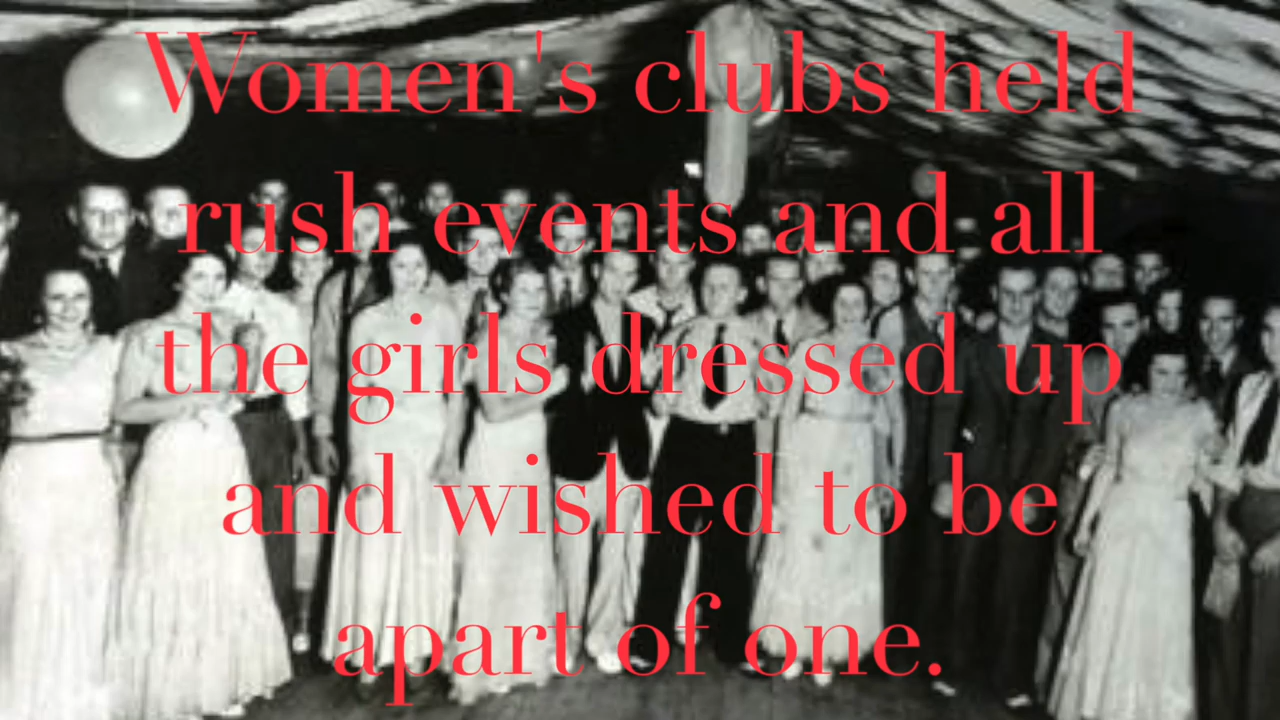 Women's clubs held
rush events and all
the girls dressed up
and wished to be
apart of one.